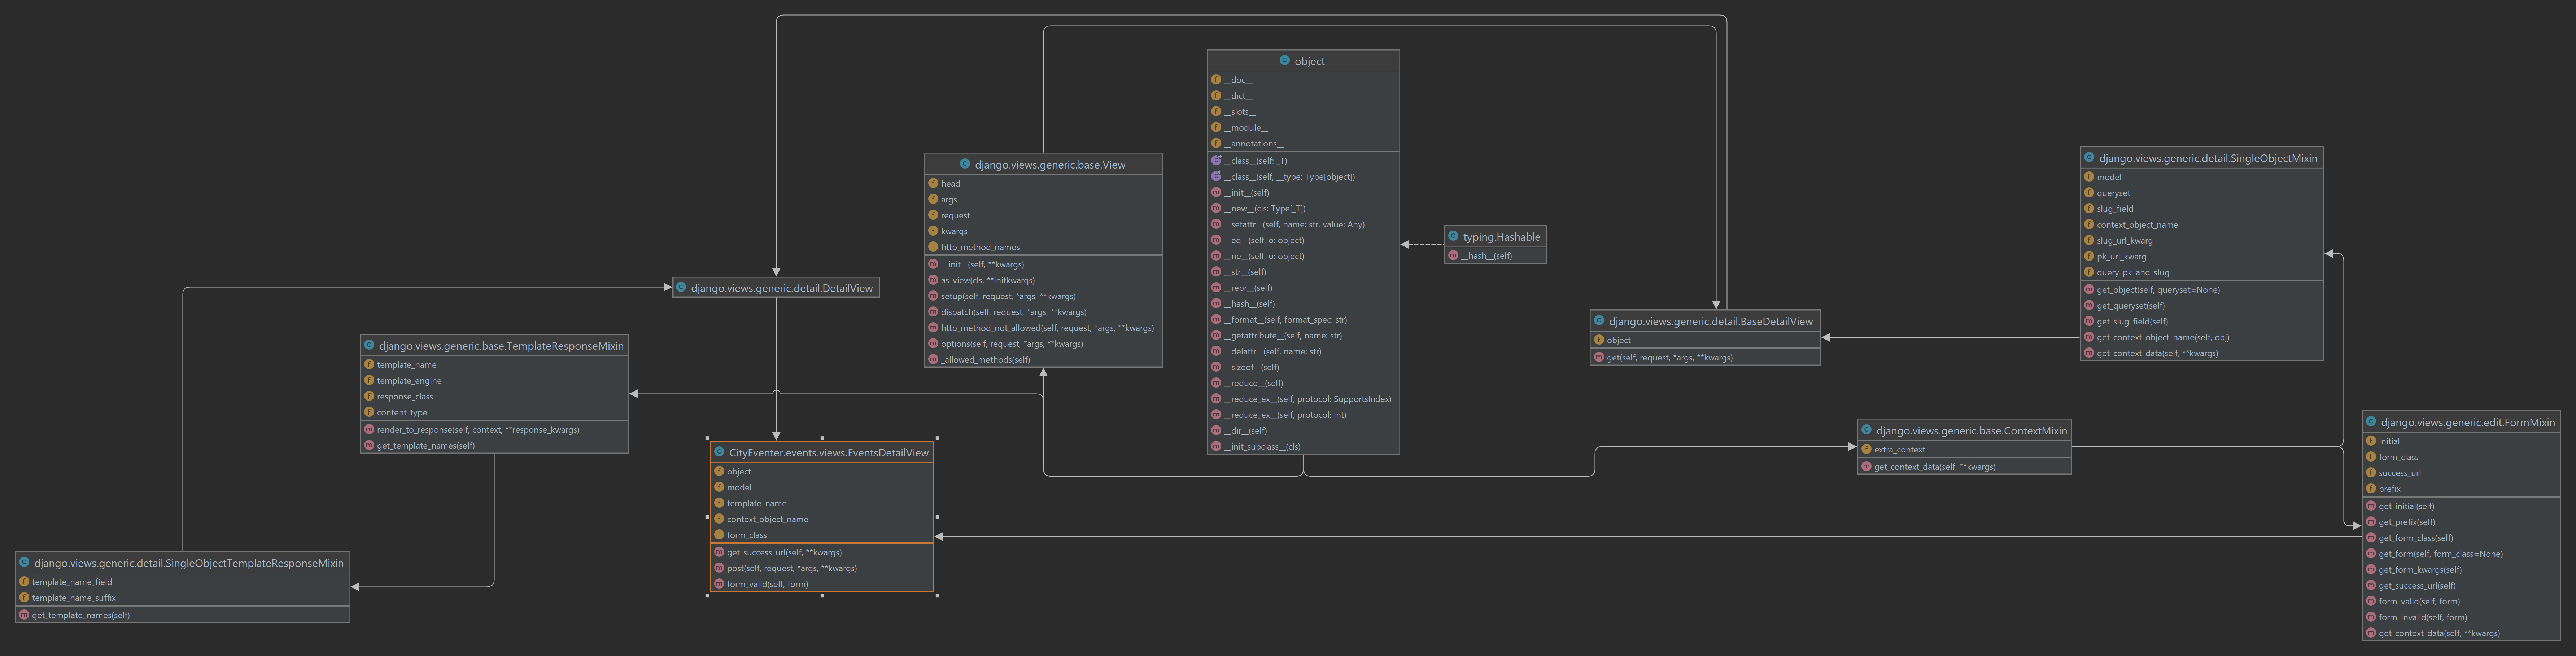 object
__doc__
__dict__
__slots__
__module__
__annotations__
__class__(self: _T)
__class__(self, __type: Type[object])
__init__(self)
__new__(cls: Type[_T])
__setattr__(self, name: str, value: Any)
__eq__(self, o: object)
__ne__(self, o: object)
__str__(self)
__repr__(self)
__hash__(self)
__format__(self, format_spec: str)
__getattribute__(self, name: str)
__delattr__(self, name: str)
__sizeof__(self)
__reduce__(self)
__reduce_ex__(self, protocol: SupportsIndex)
__reduce_ex__(self, protocol: int)
__dir__(self)
__init_subclass__(cls)
django.views.generic.base.View
head
args
request
kwargs
http_method_names
__init__(self, **kwargs)
as_view(cls, **initkwargs)
setup(self, request, *args, **kwargs)
dispatch(self, request, *args, **kwargs)
http_method_not_allowed(self, request, *args, **kwargs)
options(self, request, *args, **kwargs)
_allowed_methods(self)
typing.Hashable
__hash__(self)
django.views.generic.detail.SingleObjectMixin
model
queryset
slug_field
context_object_name
slug_url_kwarg
pk_url_kwarg
query_pk_and_slug
get_object(self, queryset=None)
get_queryset(self)
get_slug_field(self)
get_context_object_name(self, obj)
get_context_data(self, **kwargs)
django.views.generic.detail.DetailView
django.views.generic.detail.BaseDetailView
object
get(self, request, *args, **kwargs)
django.views.generic.base.TemplateResponseMixin
template_name
template_engine
response_class
content_type
render_to_response(self, context, **response_kwargs)
get_template_names(self)
CityEventer.events.views.EventsDetailView
object
model
template_name
context_object_name
form_class
get_success_url(self, **kwargs)
post(self, request, *args, **kwargs)
form_valid(self, form)
django.views.generic.base.ContextMixin
extra_context
get_context_data(self, **kwargs)
django.views.generic.edit.FormMixin
initial
form_class
success_url
prefix
get_initial(self)
get_prefix(self)
get_form_class(self)
get_form(self, form_class=None)
get_form_kwargs(self)
get_success_url(self)
form_valid(self, form)
form_invalid(self, form)
get_context_data(self, **kwargs)
django.views.generic.detail.SingleObjectTemplateResponseMixin
template_name_field
template_name_suffix
get_template_names(self)